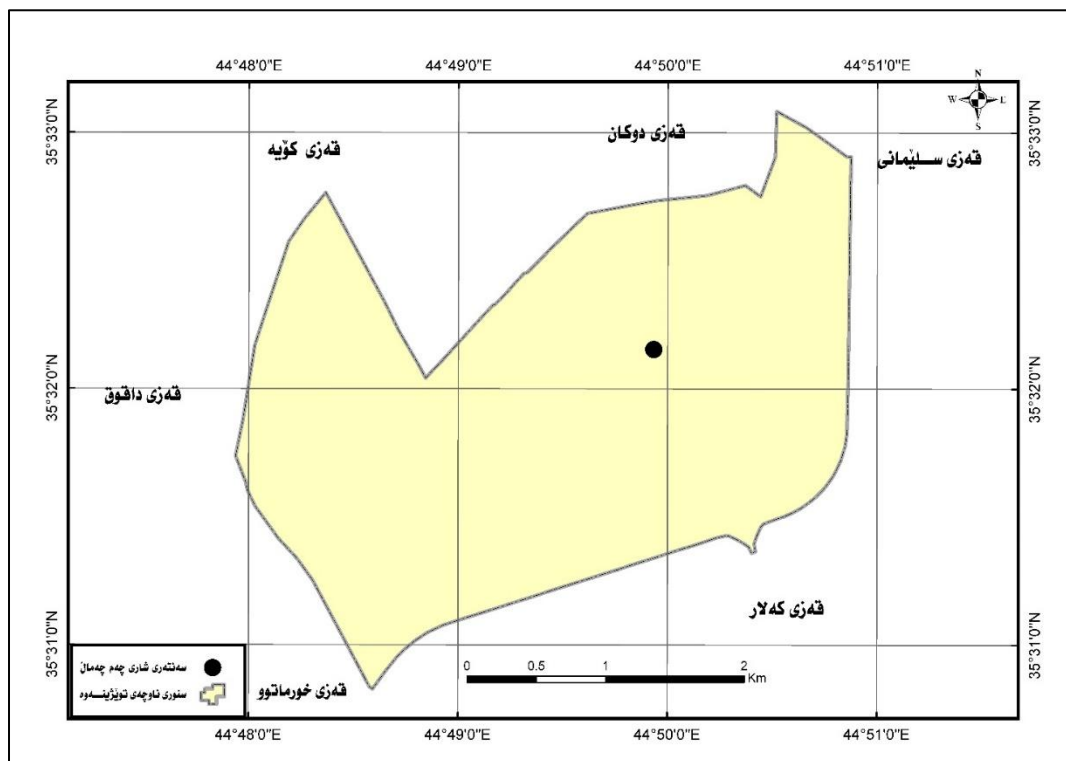 44°48'0"E 44°49'0"E 44°50'0"E 44°51'0"E
N
W E
S
35°33'0"N 35°33'0"N
قەزی دوکان
قەزی کۆیە
قەزی سلێمانی
35°32'0"N 35°32'0"N
قەزی داقوق
قەزی کەلار
35°31'0"N 35°31'0"N
0 0.5 1 2
Km
سەنتەری شاری چەم چەماڵ
سنوری ناوچەی توێژینەوە
قەزی خورماتوو
44°48'0"E 44°49'0"E 44°50'0"E 44°51'0"E